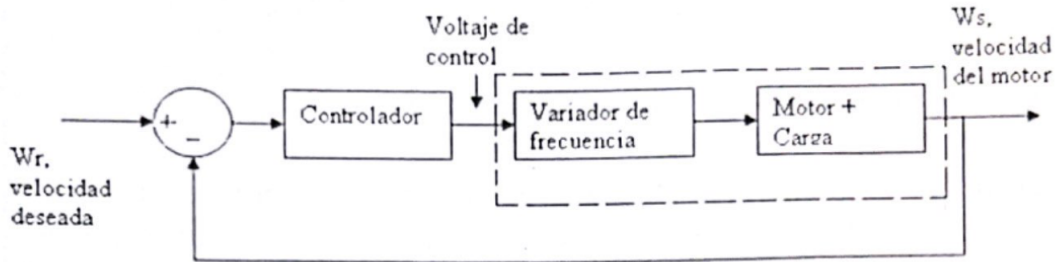 Voltaje de
control
Ws,
velocidad
del motor
+
−
Controlador
Variador de
frecuencia
Motor +
Carga
Wr,
velocidad
deseada